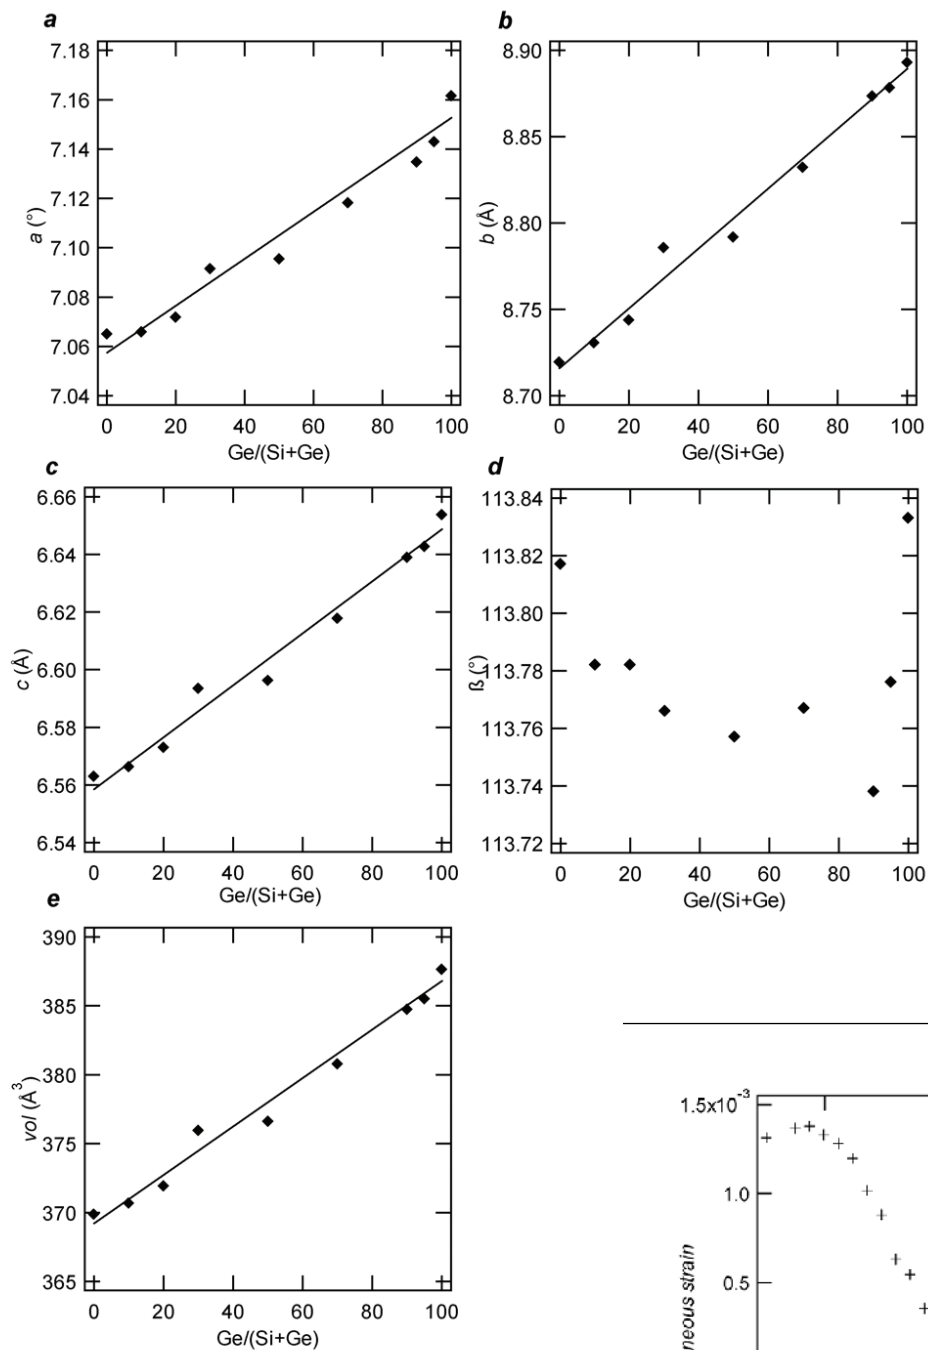 a
7.18
7.16
7.14
7.12
7.10
7.08
7.06
7.04
a (°)
0 20 40 60 80 100
Ge/(Si+Ge)
b
8.90
8.85
8.80
8.75
8.70
b (Å)
0 20 40 60 80 100
Ge/(Si+Ge)
c
6.66
6.64
6.62
6.60
6.58
6.56
6.54
c (Å)
0 20 40 60 80 100
Ge/(Si+Ge)
d
113.84
113.82
113.80
113.78
113.76
113.74
113.72
ß (°)
0 20 40 60 80 100
Ge/(Si+Ge)
e
390
385
380
375
370
365
vol (Å³)
0 20 40 60 80 100
Ge/(Si+Ge)
1.5x10⁻³
1.0
0.5
neous strain